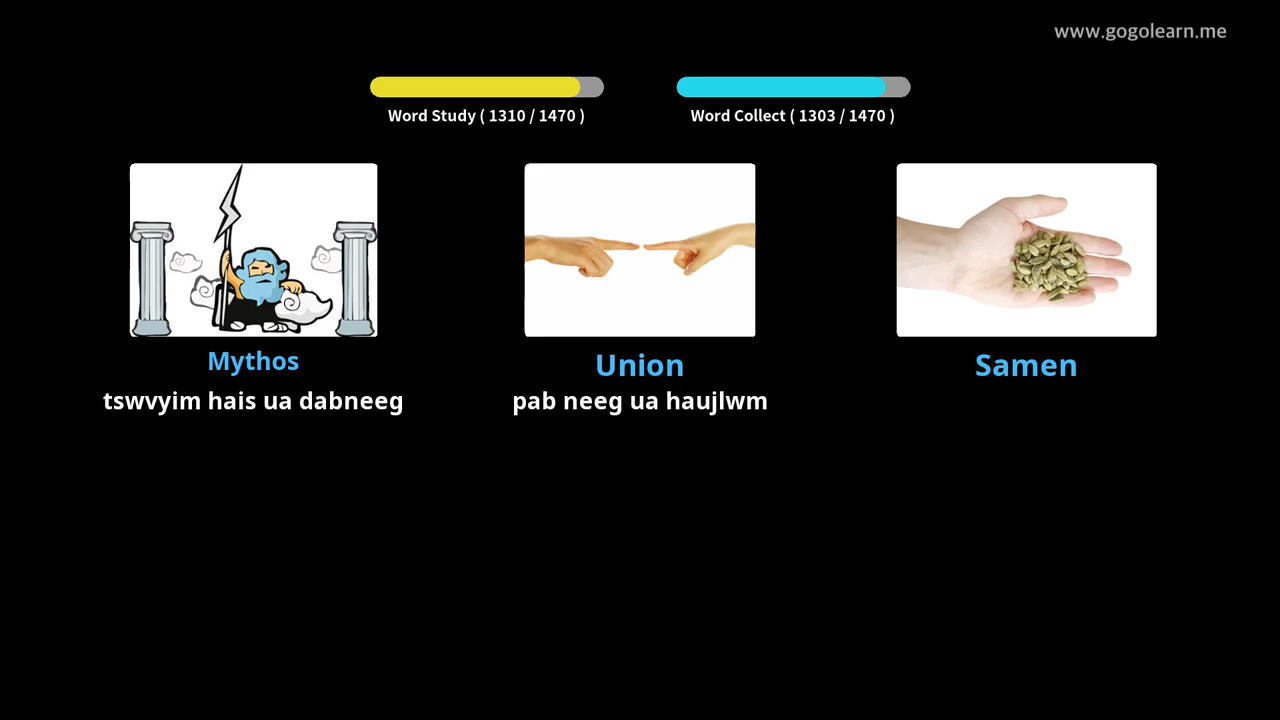 www.gogolearn.me
Word Study ( 1310 / 1470 )
Word Collect ( 1303 / 1470 )
Mythos
tswvyim hais ua dabneeg
Union
pab neeg ua haujlwm
Samen